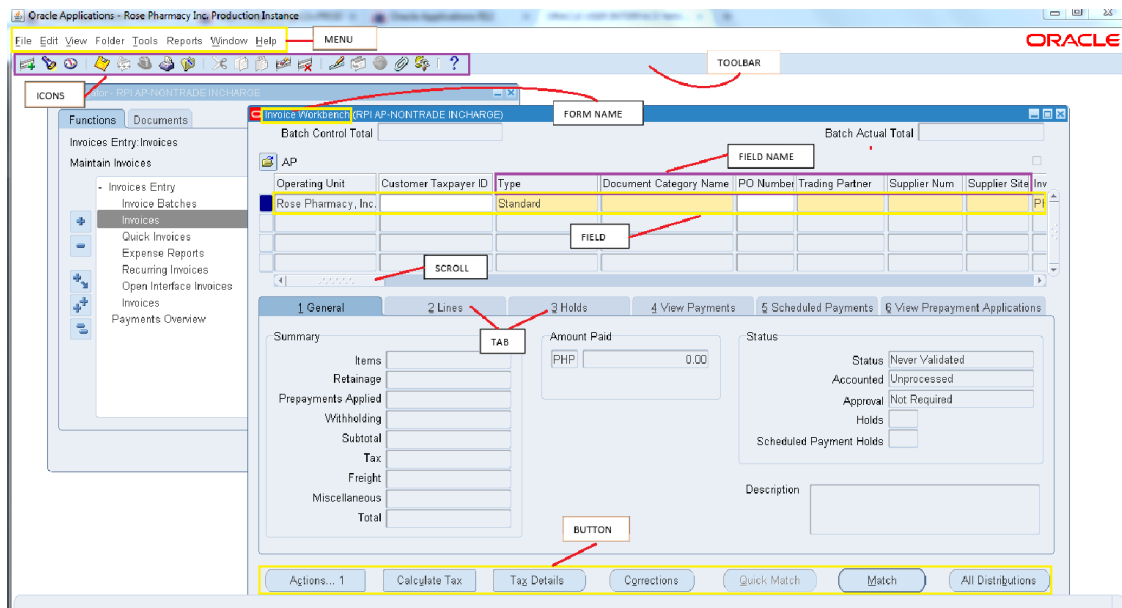 Oracle Applications - Rose Pharmacy Inc. Production Instance
File Edit View Folder Tools Reports Window Help
MENU
ORACLE
TOOLBAR
ICONS
- RPI AP-NONTRADE INCHARGE
Functions Documents
Invoices Entry:Invoices
Maintain Invoices
- Invoices Entry
Invoice Batches
Invoices
Quick Invoices
Expense Reports
Recurring Invoices
Open Interface Invoices
Invoices
Payments Overview
Invoice Workbench (RPI AP-NONTRADE INCHARGE)
FORM NAME
Batch Control Total
Batch Actual Total
FIELD NAME
AP
Operating Unit Customer Taxpayer ID Type Document Category Name PO Number Trading Partner Supplier Num Supplier Site Inv
Rose Pharmacy, Inc. Standard PH
FIELD
SCROLL
1 General 2 Lines 3 Holds 4 View Payments 5 Scheduled Payments 6 View Prepayment Applications
TAB
Summary
Items
Retainage
Prepayments Applied
Withholding
Subtotal
Tax
Freight
Miscellaneous
Total
Amount Paid
PHP 0.00
Status
Status Never Validated
Accounted Unprocessed
Approval Not Required
Holds
Scheduled Payment Holds
Description
BUTTON
Actions... 1 Calculate Tax Tax Details Corrections Quick Match Match All Distributions